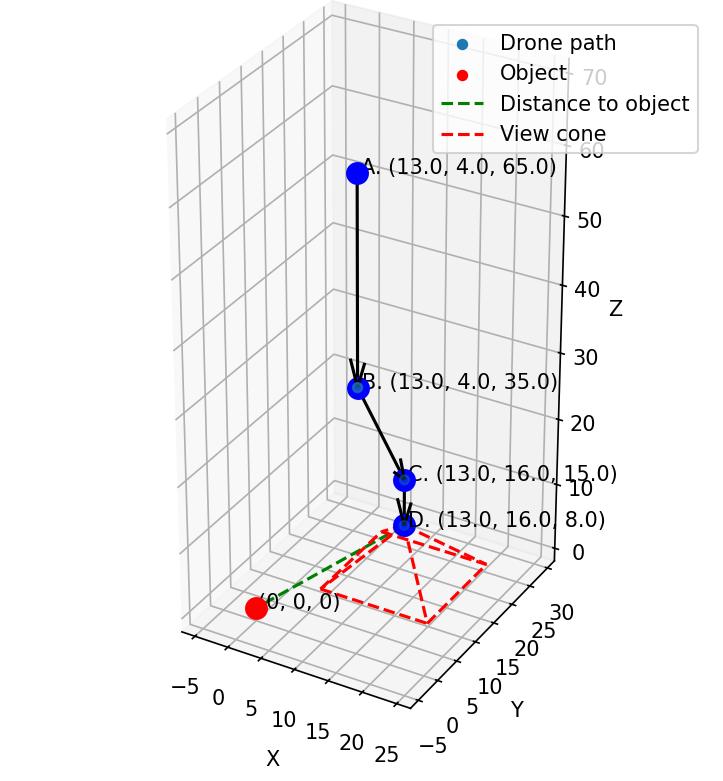 Drone path
Object
Distance to object
View cone
70
60
A. (13.0, 4.0, 65.0)
50
40
Z
30
B. (13.0, 4.0, 35.0)
20
C. (13.0, 16.0, 15.0)
10
D. (13.0, 16.0, 8.0)
0
(0, 0, 0)
30
25
20
15
10
5
0
−5
Y
−5
0
5
10
15
20
25
X